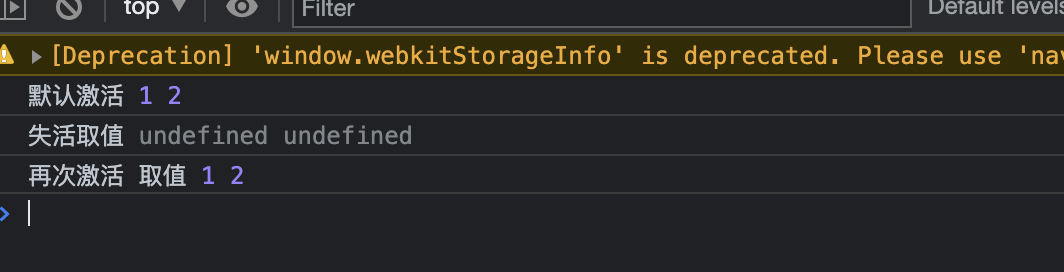 top ▼ Filter Default levels
[Deprecation] 'window.webkitStorageInfo' is deprecated. Please use 'nav
默认激活 1 2
失活取值 undefined undefined
再次激活 取值 1 2